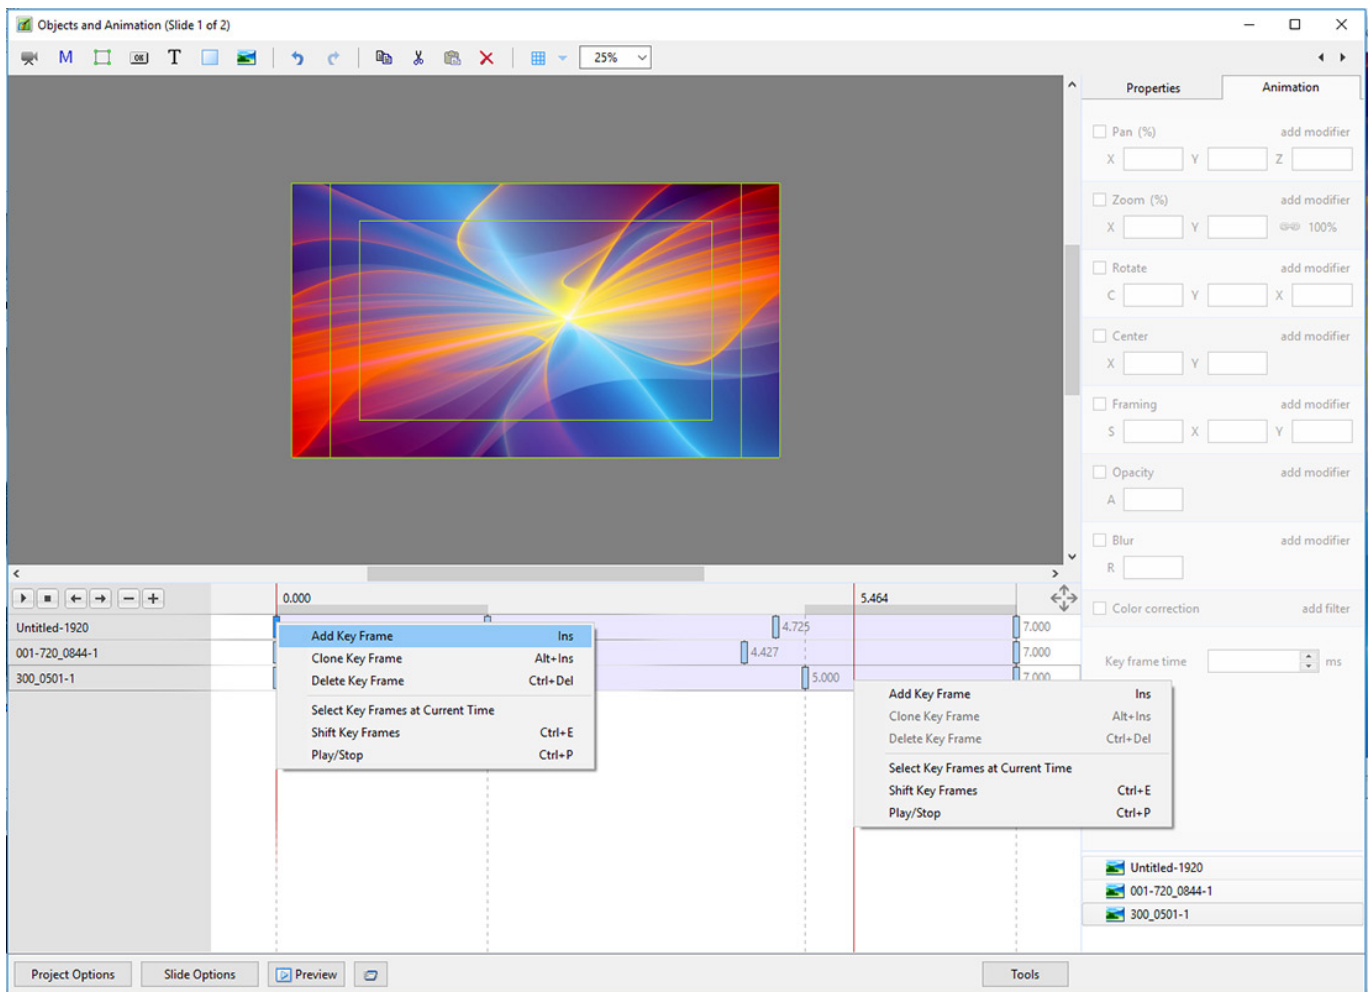 Objects and Animation (Slide 1 of 2)
M OK T 25%
Properties Animation
Pan (%) add modifier
X Y Z
Zoom (%) add modifier
X Y 100%
Rotate add modifier
C Y X
Center add modifier
X Y
Framing add modifier
S X Y
Opacity add modifier
A
Blur add modifier
R
Color correction add filter
Key frame time ms
0.000 5.464
Untitled-1920 4.725 7.000
001-720_0844-1 4.427 7.000
300_0501-1 5.000 7.000
Add Key Frame Ins
Clone Key Frame Alt+Ins
Delete Key Frame Ctrl+Del
Select Key Frames at Current Time
Shift Key Frames Ctrl+E
Play/Stop Ctrl+P
Add Key Frame Ins
Clone Key Frame Alt+Ins
Delete Key Frame Ctrl+Del
Select Key Frames at Current Time
Shift Key Frames Ctrl+E
Play/Stop Ctrl+P
Untitled-1920
001-720_0844-1
300_0501-1
Project Options Slide Options Preview Tools